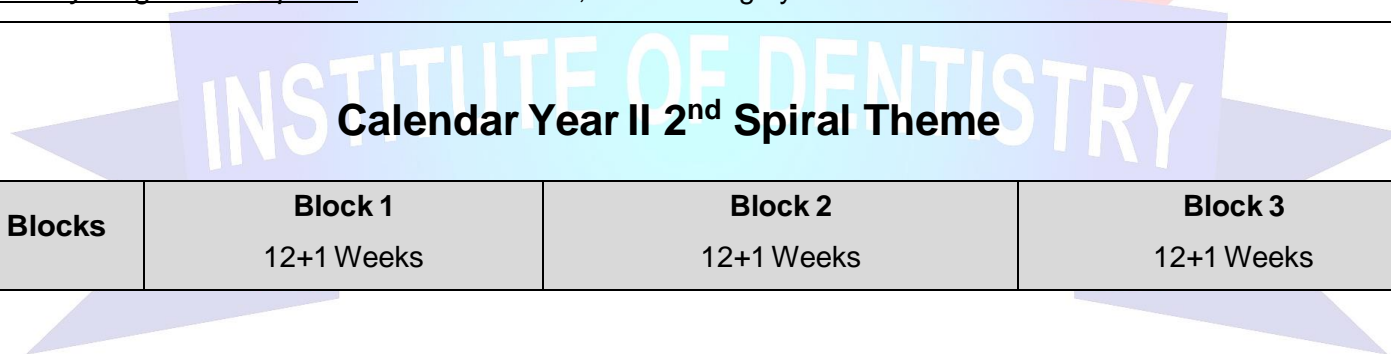 INSTITUTE OF DENTISTRY
Calendar Year II 2nd Spiral Theme
Blocks
Block 1
Block 2
Block 3
12+1 Weeks
12+1 Weeks
12+1 Weeks